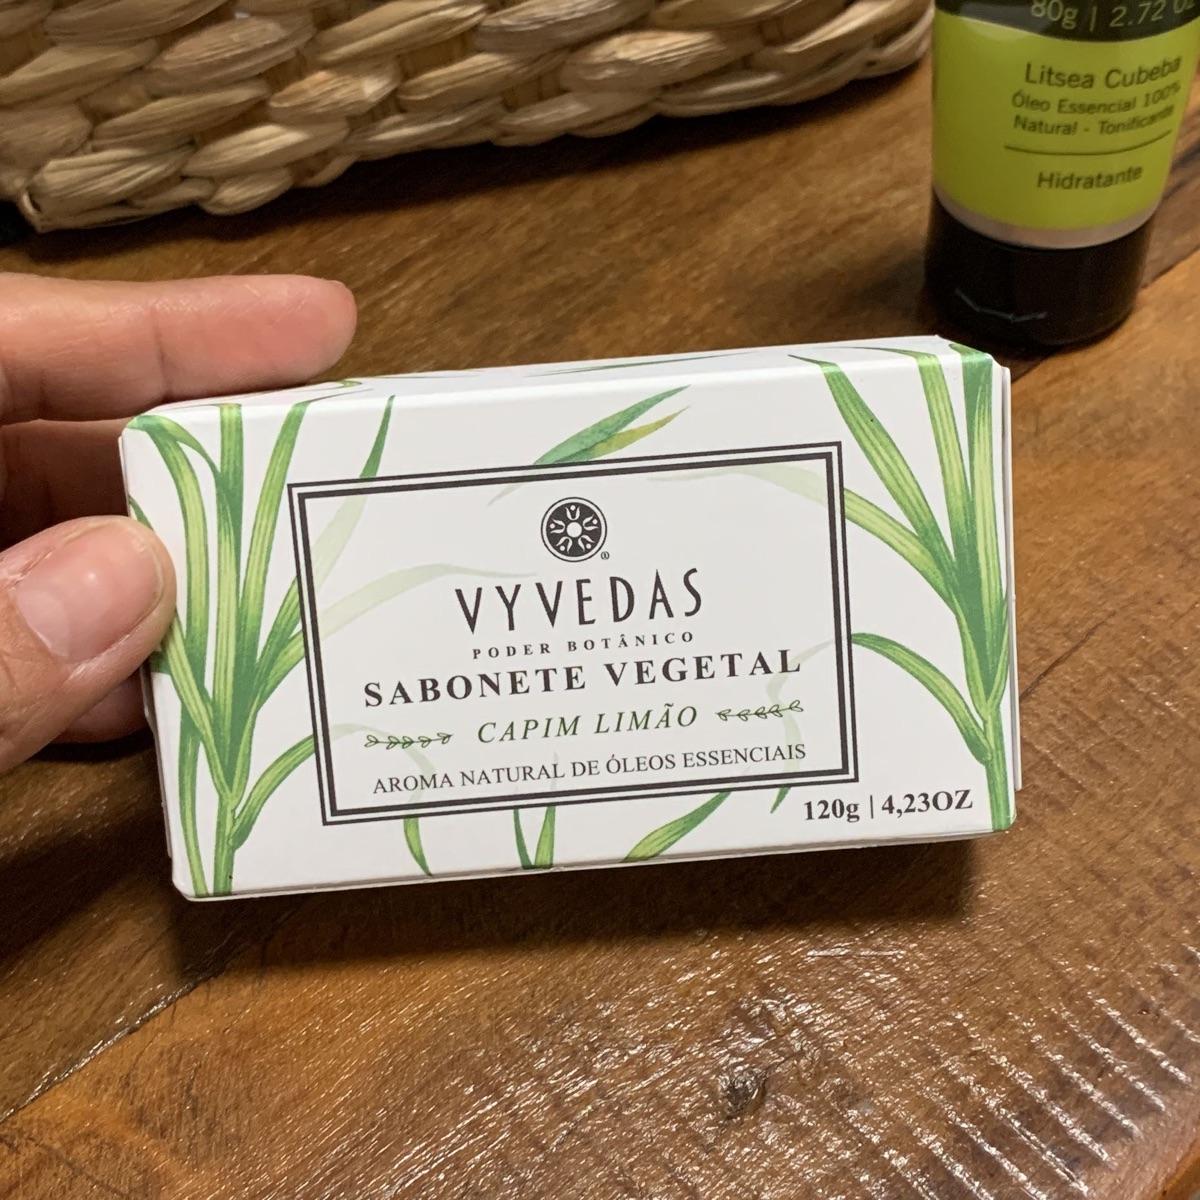 80g | 2.72
Litsea Cubeba
Óleo Essencial 100%
Natural - Tonificante
Hidratante
®
VYVEDAS
PODER BOTÂNICO
SABONETE VEGETAL
CAPIM LIMÃO
AROMA NATURAL DE ÓLEOS ESSENCIAIS
120g | 4,23OZ